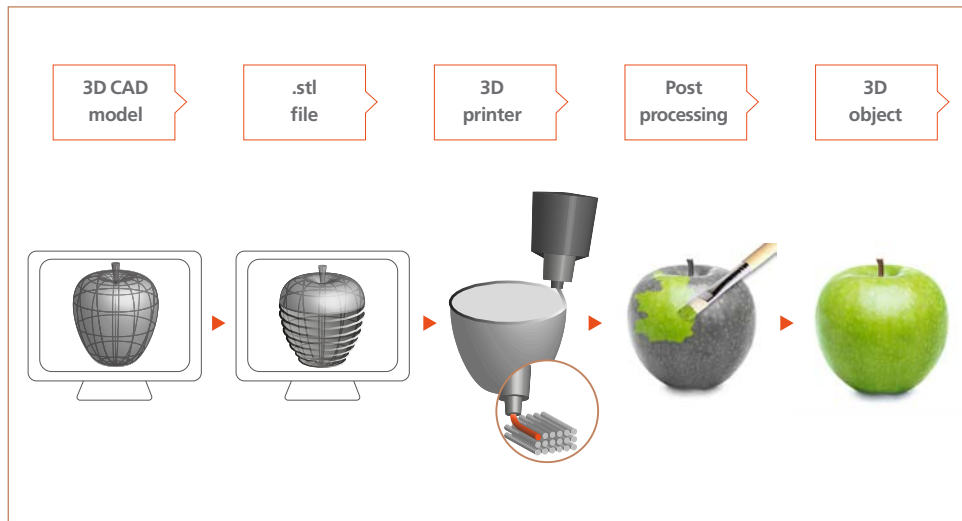 3D CAD
model
.stl
file
3D
printer
Post
processing
3D
object